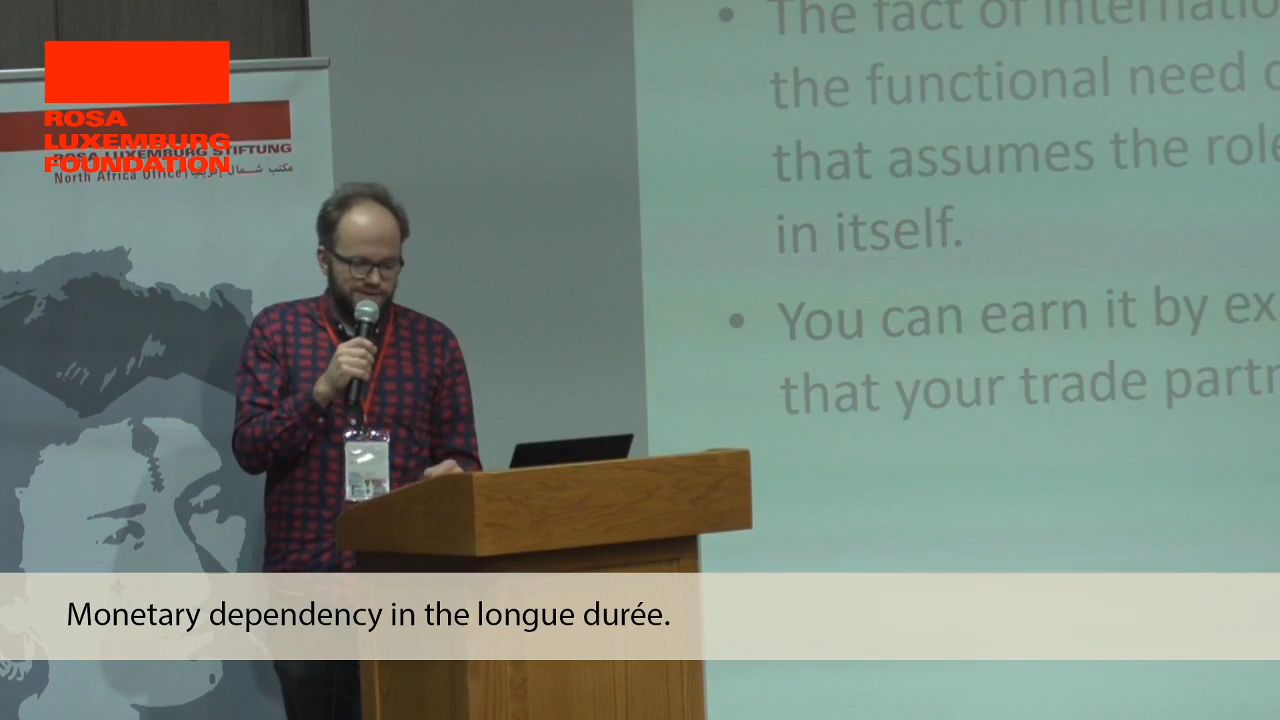 ROSA
LUXEMBURG
FOUNDATION
ROSA LUXEMBURG STIFTUNG
North Africa Office
مكتب شمال
The fact of internatio
the functional need
that assumes the role
in itself.
You can earn it by ex
that your trade partn
Monetary dependency in the longue durée.